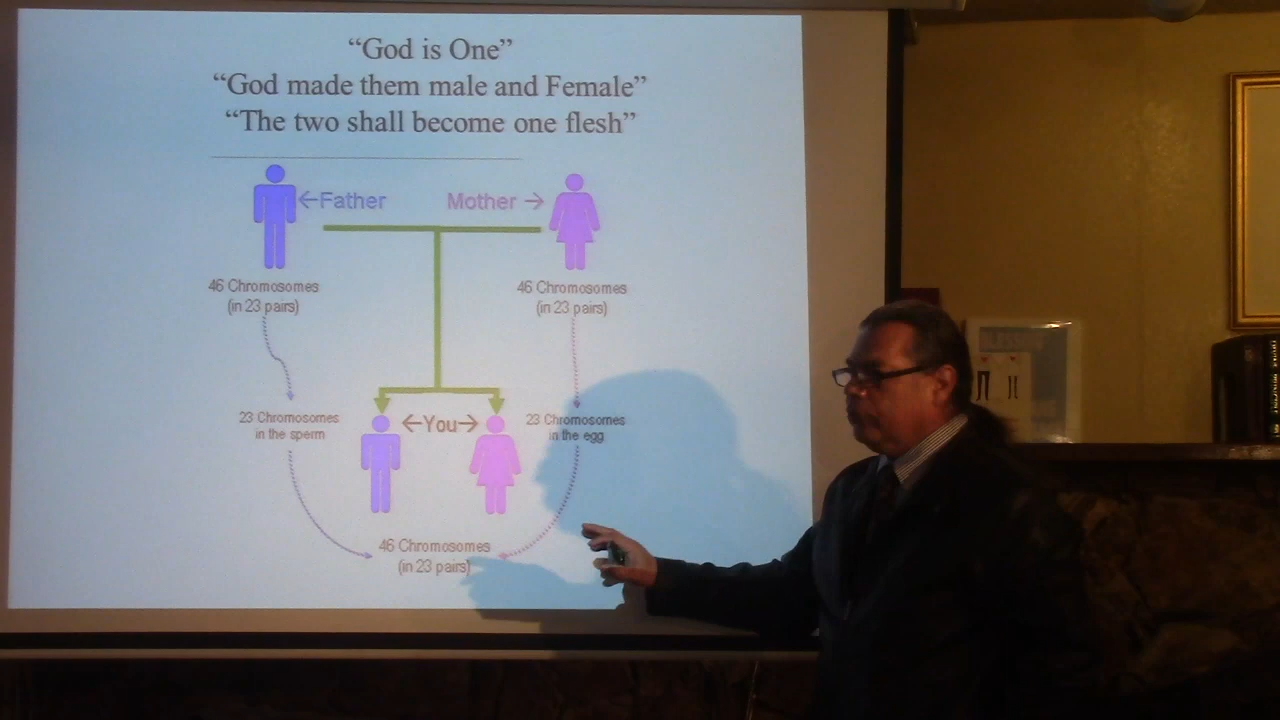 “God is One”
“God made them male and Female”
“The two shall become one flesh”
←Father
Mother →
46 Chromosomes
(in 23 pairs)
46 Chromosomes
(in 23 pairs)
23 Chromosomes
in the sperm
←You→
23 Chromosomes
in the egg
46 Chromosomes
(in 23 pairs)